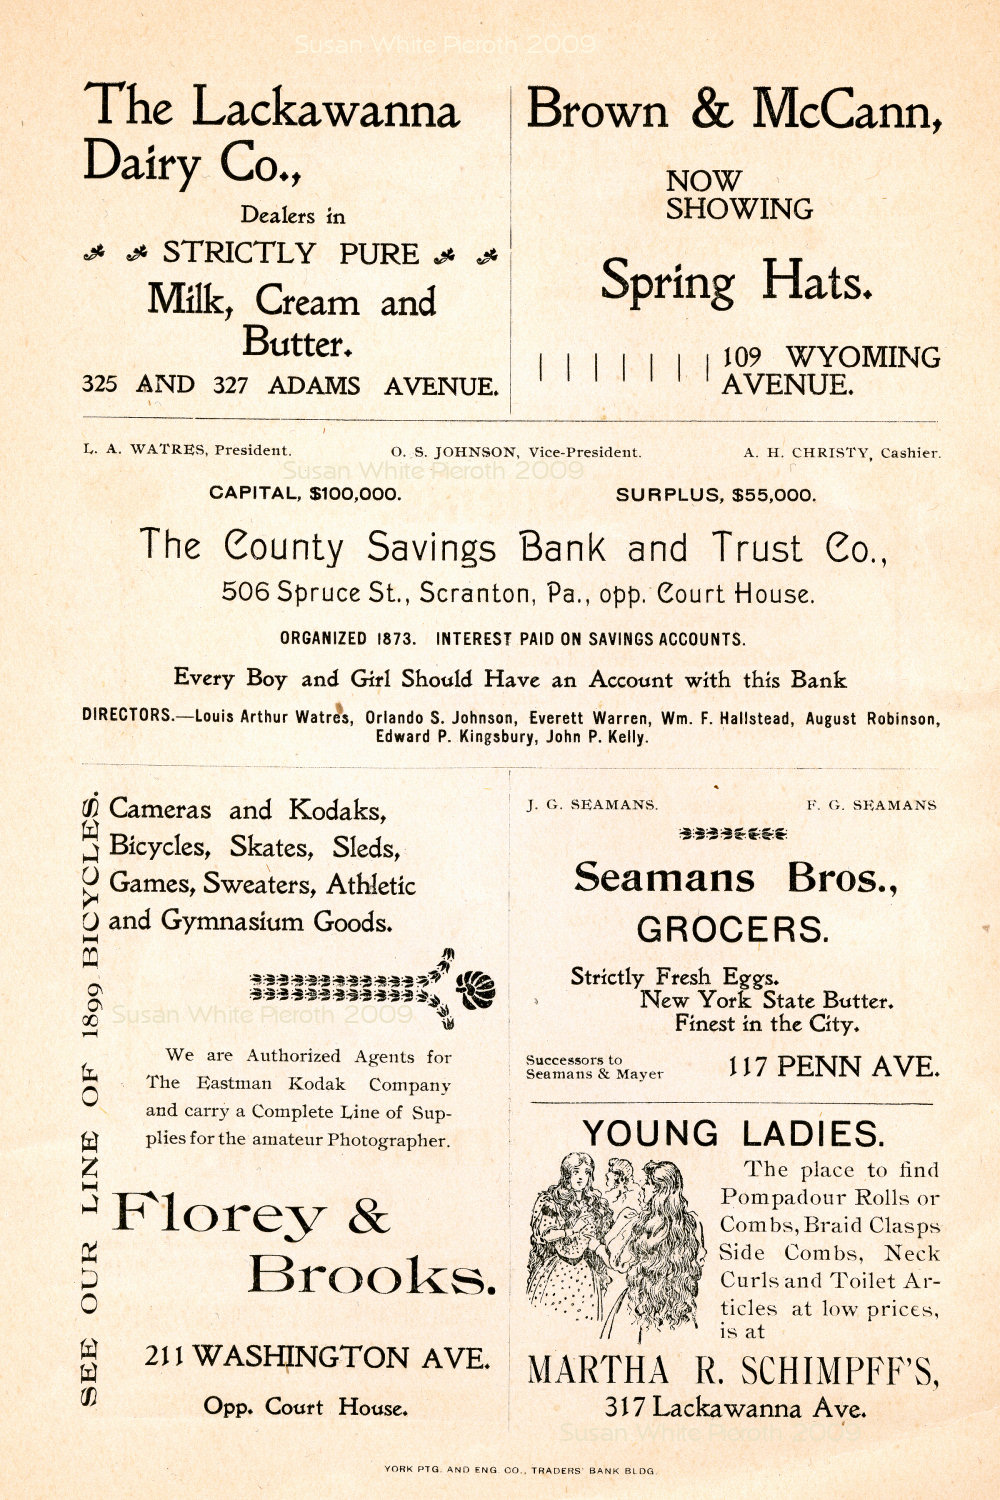 Susan White Pieroth 2009
The Lackawanna
Dairy Co.,
Dealers in
STRICTLY PURE
Milk, Cream and
Butter.
325 AND 327 ADAMS AVENUE.
Brown & McCann,
NOW
SHOWING
Spring Hats.
109 WYOMING
AVENUE.
L. A. WATRES, President. O. S. JOHNSON, Vice-President. A. H. CHRISTY, Cashier.
Susan White Pieroth 2009
CAPITAL, $100,000. SURPLUS, $55,000.
The County Savings Bank and Trust Co.,
506 Spruce St., Scranton, Pa., opp. Court House.
ORGANIZED 1873. INTEREST PAID ON SAVINGS ACCOUNTS.
Every Boy and Girl Should Have an Account with this Bank
DIRECTORS.—Louis Arthur Watres, Orlando S. Johnson, Everett Warren, Wm. F. Hallstead, August Robinson,
Edward P. Kingsbury, John P. Kelly.
SEE OUR LINE OF 1899 BICYCLES.
Cameras and Kodaks,
Bicycles, Skates, Sleds,
Games, Sweaters, Athletic
and Gymnasium Goods.
Susan White Pieroth 2009
We are Authorized Agents for
The Eastman Kodak Company
and carry a Complete Line of Sup-
plies for the amateur Photographer.
Florey &
Brooks.
211 WASHINGTON AVE.
Opp. Court House.
J. G. SEAMANS. F. G. SEAMANS
Seamans Bros.,
GROCERS.
Strictly Fresh Eggs.
New York State Butter.
Finest in the City.
Successors to
Seamans & Mayer
117 PENN AVE.
YOUNG LADIES.
The place to find
Pompadour Rolls or
Combs, Braid Clasps
Side Combs, Neck
Curls and Toilet Ar-
ticles at low prices,
is at
MARTHA R. SCHIMPFF'S,
317 Lackawanna Ave.
Susan White Pieroth 2009
YORK PTG. AND ENG. CO., TRADERS' BANK BLDG.